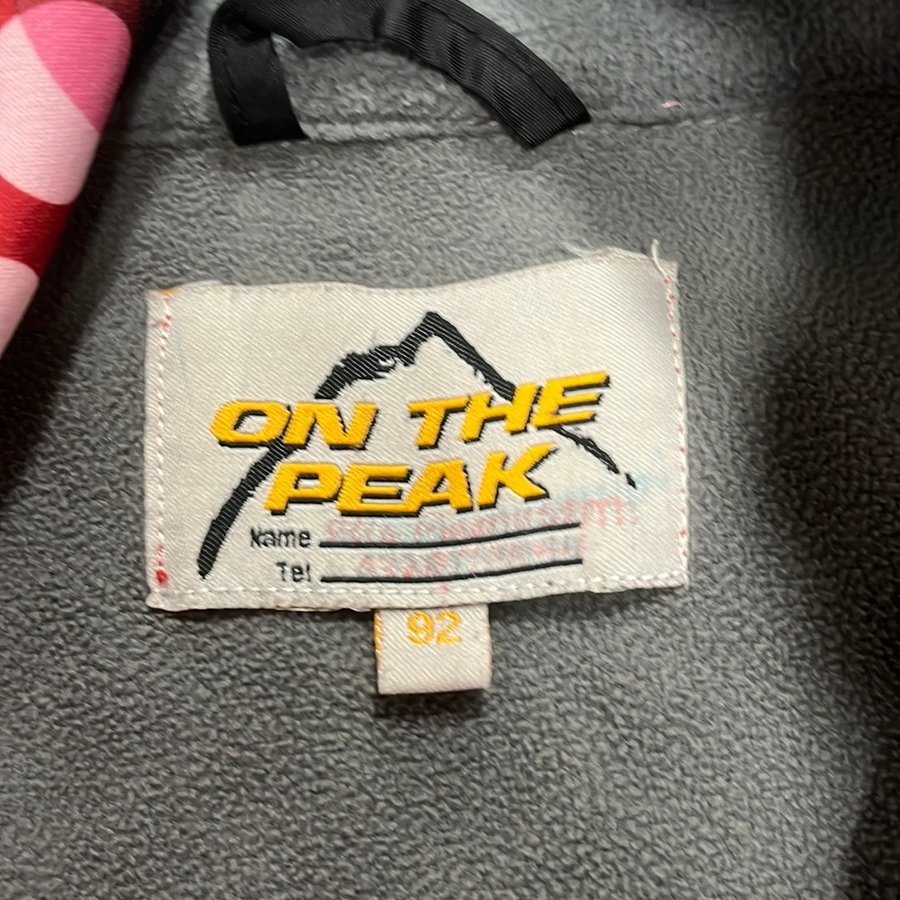 ON THE
PEAK
Name
Tel
92